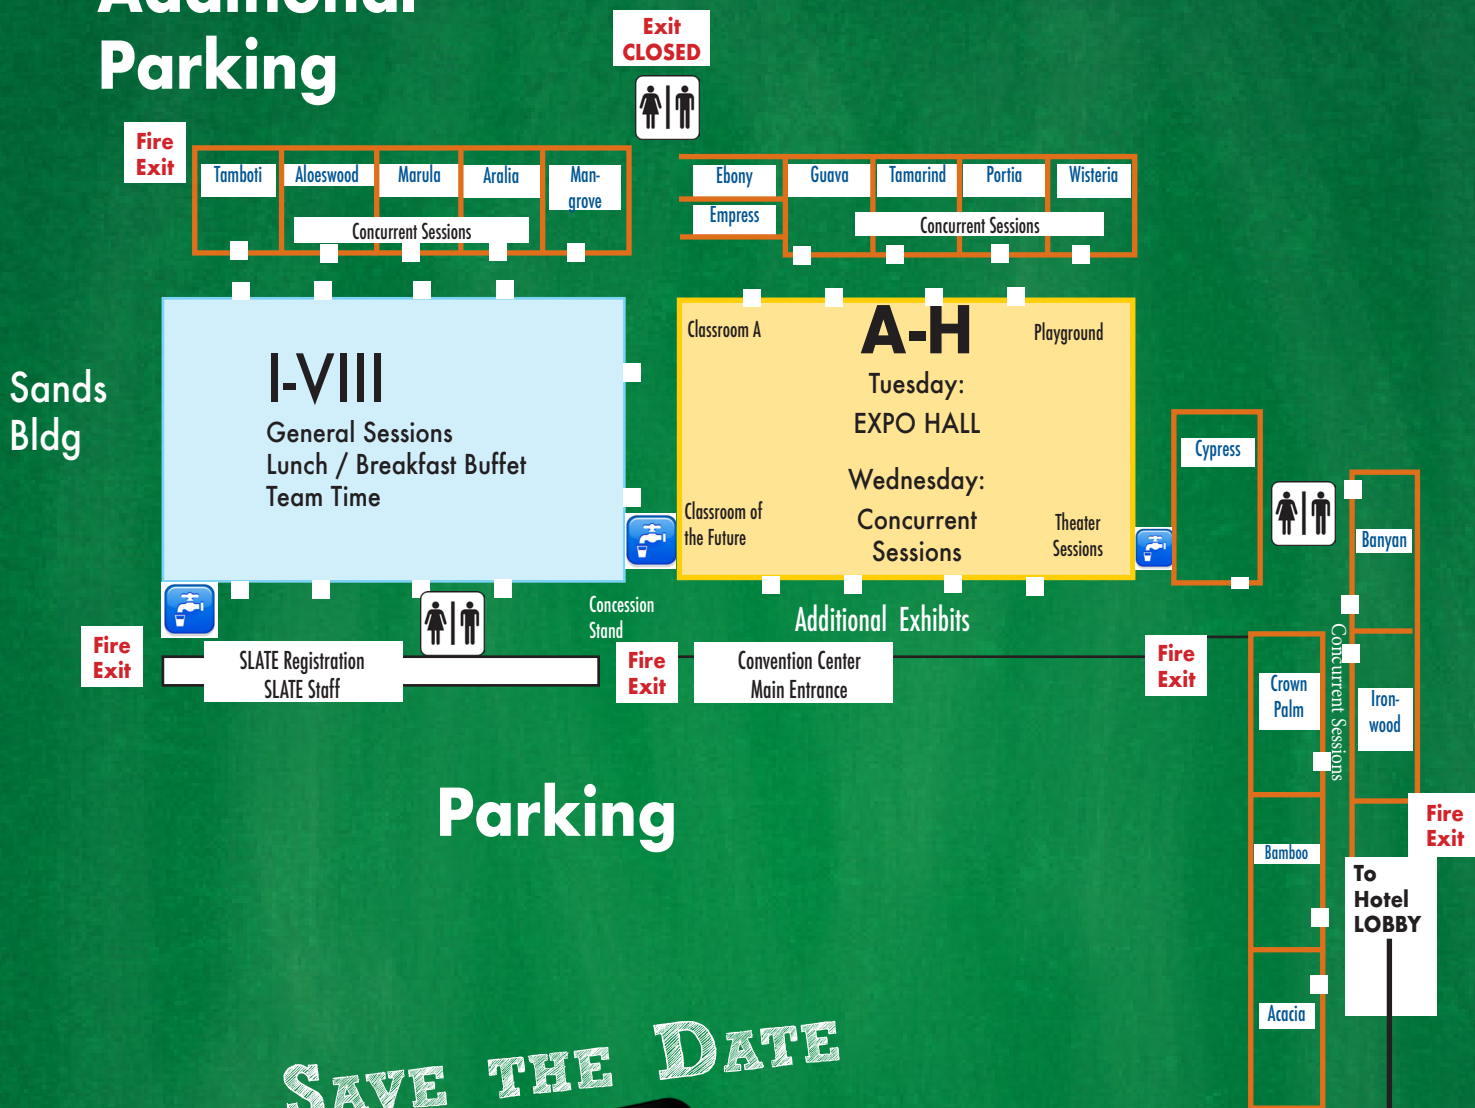 Additional
Parking
Exit
CLOSED
Fire
Exit
Tamboti
Aloeswood
Marula
Aralia
Man-
grove
Concurrent Sessions
Ebony
Empress
Guava
Tamarind
Portia
Wisteria
Concurrent Sessions
Sands
Bldg
I-VIII
General Sessions
Lunch / Breakfast Buffet
Team Time
Classroom A
A-H
Playground
Tuesday:
EXPO HALL
Wednesday:
Concurrent
Sessions
Classroom of
the Future
Theater
Sessions
Cypress
Banyan
Concession
Stand
Additional Exhibits
Fire
Exit
SLATE Registration
SLATE Staff
Fire
Exit
Convention Center
Main Entrance
Fire
Exit
Crown
Palm
Concurrent Sessions
Iron-
wood
Parking
Fire
Exit
Bamboo
To
Hotel
LOBBY
Acacia
SAVE THE DATE